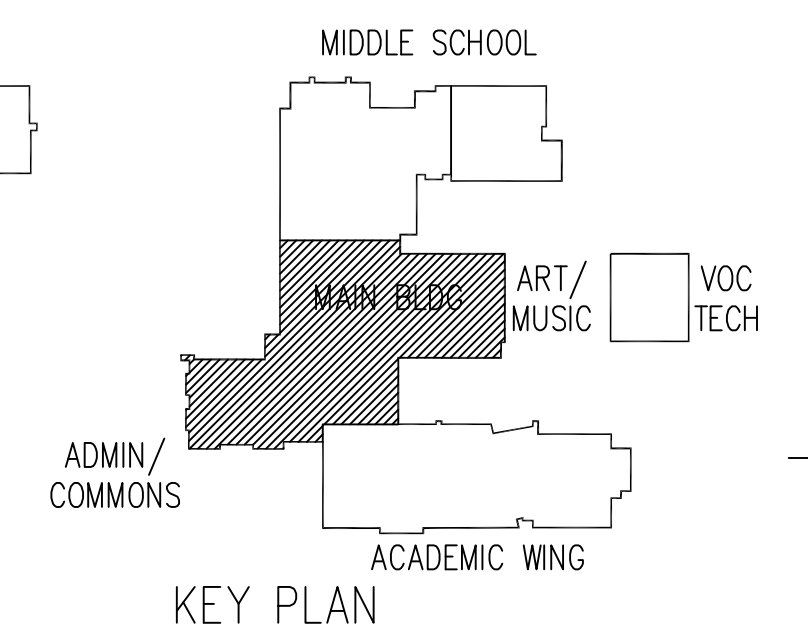 MIDDLE SCHOOL
MAIN BLDG
ART/
MUSIC
VOC
TECH
ADMIN/
COMMONS
ACADEMIC WING
KEY PLAN